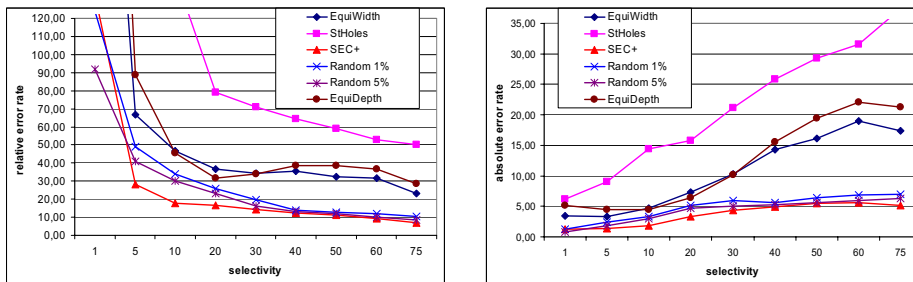 120,00
110,00
100,00
90,00
80,00
70,00
60,00
50,00
40,00
30,00
20,00
10,00
0,00
relative error rate
1 5 10 20 30 40 50 60 75
selectivity
EquiWidth
StHoles
SEC+
Random 1%
Random 5%
EquiDepth
35,00
30,00
25,00
20,00
15,00
10,00
5,00
0,00
absolute error rate
1 5 10 20 30 40 50 60 75
selectivity
EquiWidth
StHoles
SEC+
Random 1%
Random 5%
EquiDepth